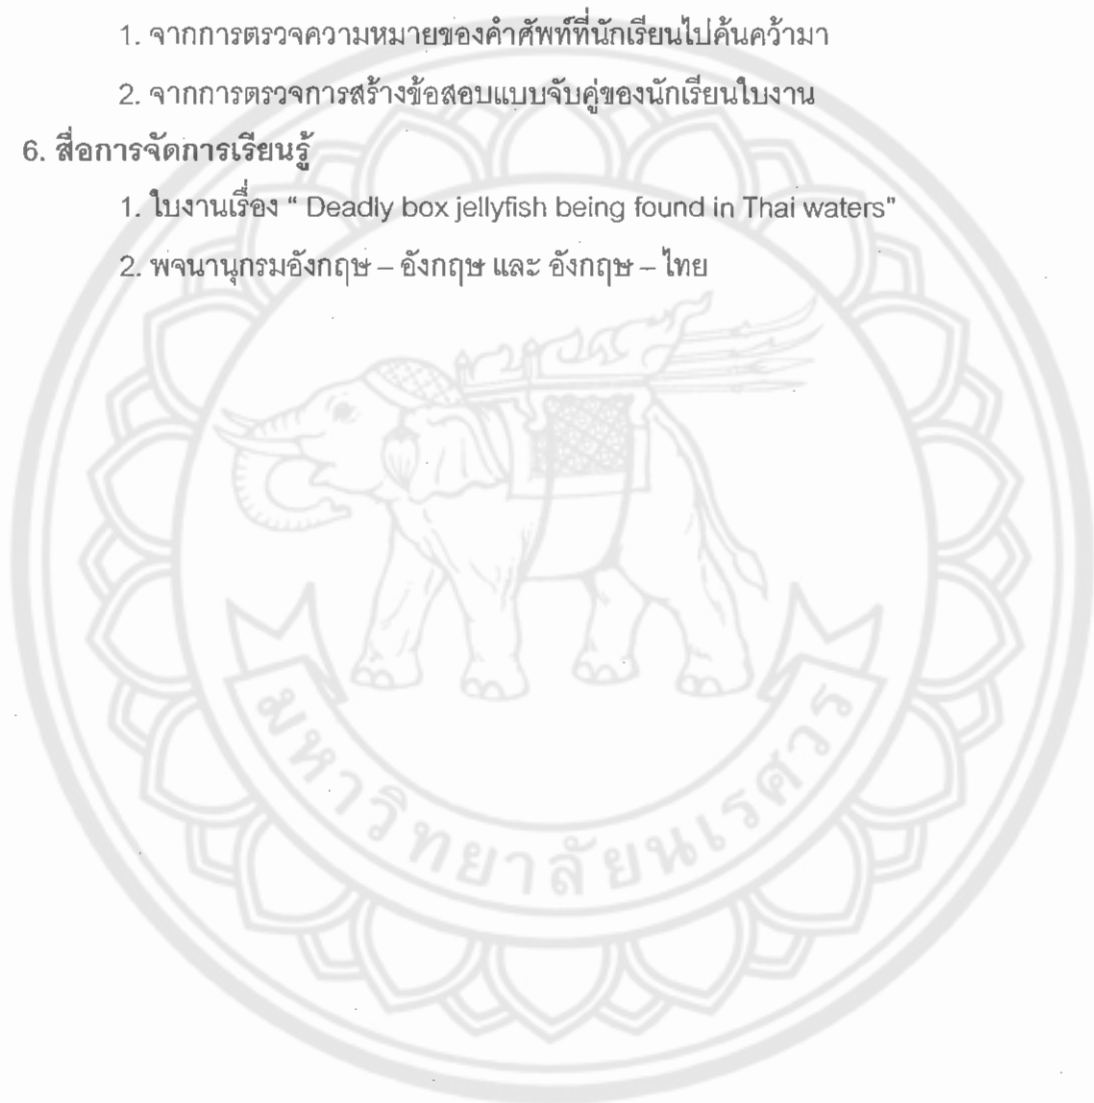 1. จากการตรวจความหมายของคำศัพท์ที่นักเรียนไปค้นคว้ามา
2. จากการตรวจการสร้างข้อสอบแบบจับคู่ของนักเรียนใบงาน
6. สื่อการจัดการเรียนรู้
1. ใบงานเรื่อง “ Deadly box jellyfish being found in Thai waters"
2. พจนานุกรมอังกฤษ – อังกฤษ และ อังกฤษ – ไทย
มหาวิทยาลัยนเรศวร